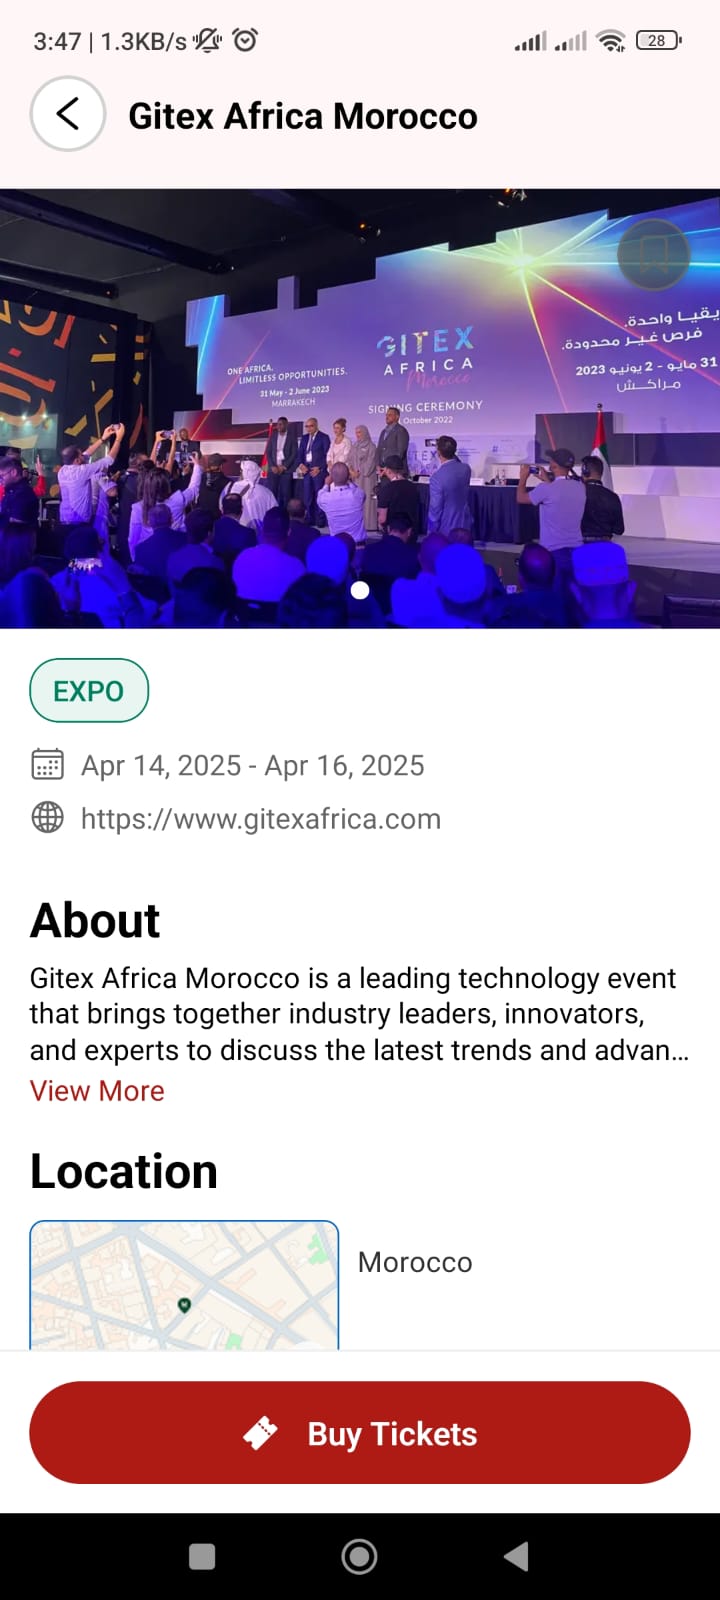 3:47 | 1.3KB/s
28
Gitex Africa Morocco
GITEX
AFRICA
Morocco
ONE AFRICA.
LIMITLESS OPPORTUNITIES.
31 May - 2 June 2023
MARRAKECH
SIGNING CEREMONY
October 2022
يقيـا واحدة.
فرص غيـر محدودة.
31 مايو - 2 يونيو 2023
مراكـش
EXPO
Apr 14, 2025 - Apr 16, 2025
https://www.gitexafrica.com
About
Gitex Africa Morocco is a leading technology event
that brings together industry leaders, innovators,
and experts to discuss the latest trends and advan...
View More
Location
Morocco
Buy Tickets